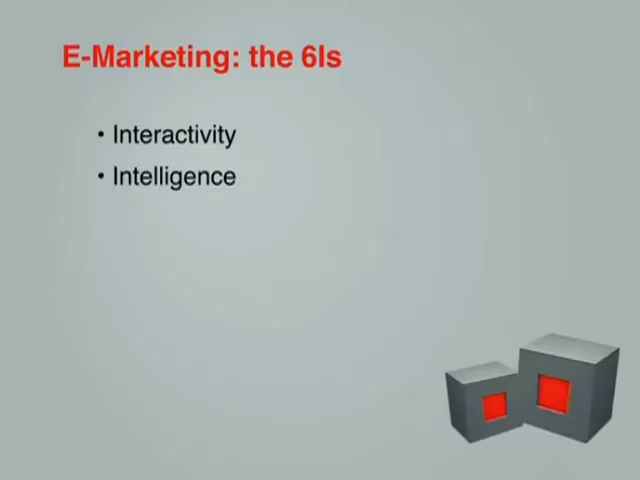 E-Marketing: the 6Is
• Interactivity
• Intelligence